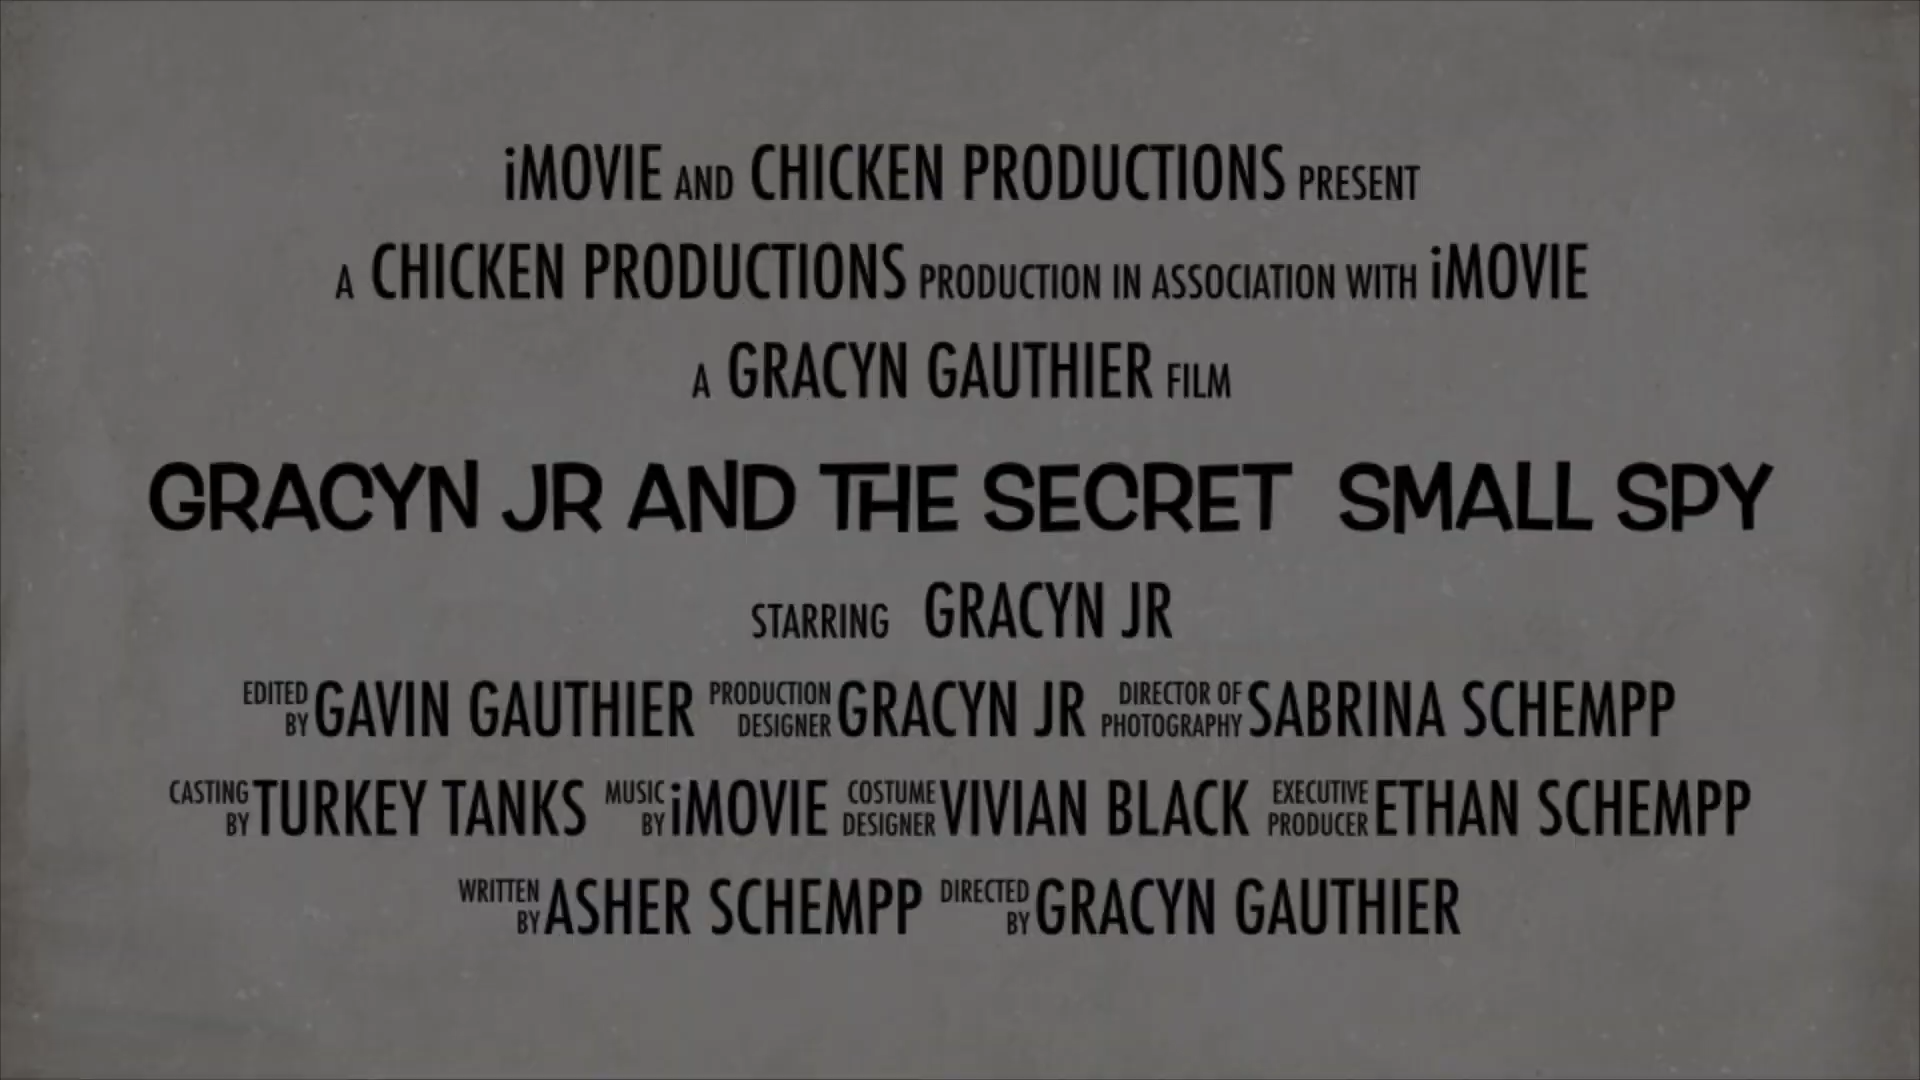 iMOVIE AND CHICKEN PRODUCTIONS PRESENT
A CHICKEN PRODUCTIONS PRODUCTION IN ASSOCIATION WITH iMOVIE
A GRACYN GAUTHIER FILM
GRACYN JR AND THE SECRET SMALL SPY
STARRING GRACYN JR
EDITED BY GAVIN GAUTHIER PRODUCTION DESIGNER GRACYN JR DIRECTOR OF PHOTOGRAPHY SABRINA SCHEMPP
CASTING BY TURKEY TANKS MUSIC BY iMOVIE COSTUME DESIGNER VIVIAN BLACK EXECUTIVE PRODUCER ETHAN SCHEMPP
WRITTEN BY ASHER SCHEMPP DIRECTED BY GRACYN GAUTHIER